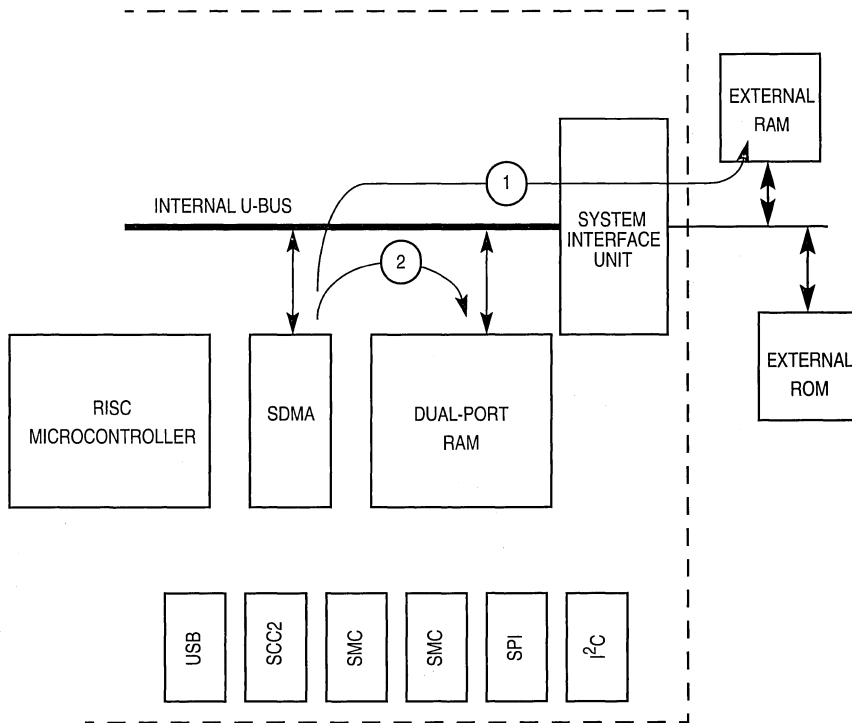 EXTERNAL
RAM
1
INTERNAL U-BUS
SYSTEM
INTERFACE
UNIT
2
RISC
MICROCONTROLLER
SDMA
DUAL-PORT
RAM
EXTERNAL
ROM
USB
SCC2
SMC
SMC
SPI
I²C